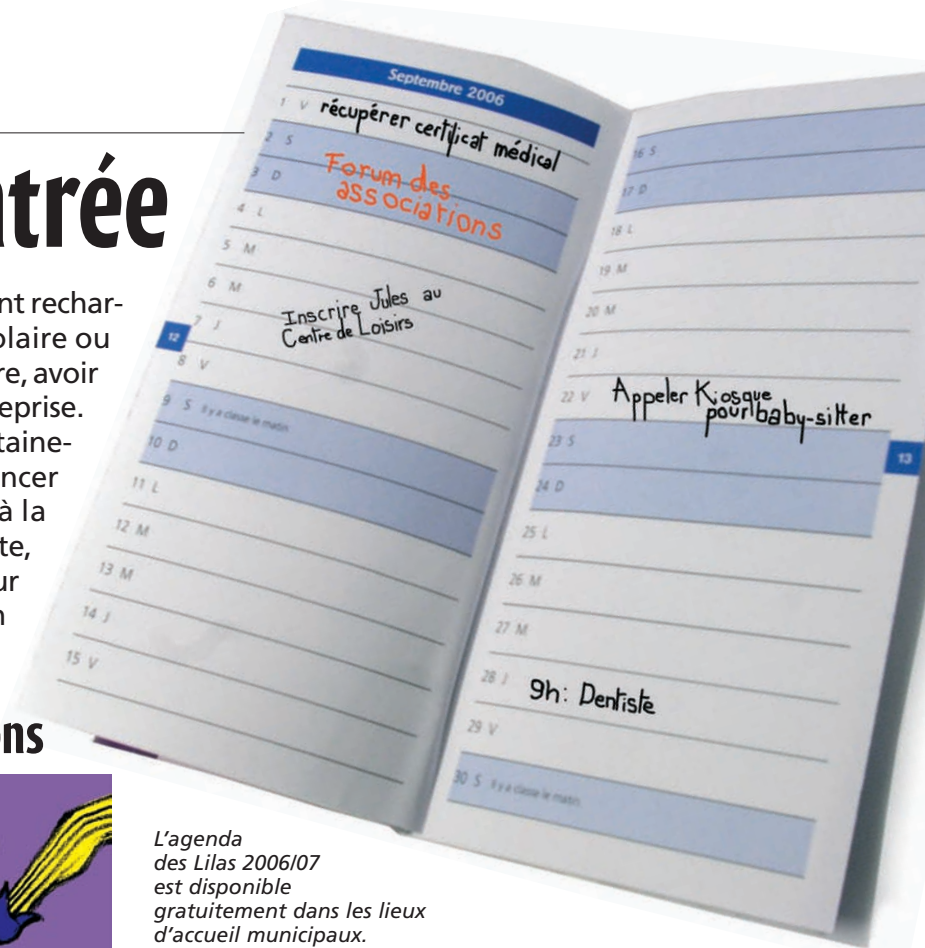 ntrée
nt rechar-
olaire ou
re, avoir
eprise.
taine-
ncer
à la
te,
ur
n
ons
Septembre 2006
1 V récupérer certificat médical
2 S
Forum des
associations
3 D
4 L
5 M
6 M
Inscrire Jules au
Centre de Loisirs
7 J
12
8 V
9 S Il y a classe le matin.
10 D
11 L
12 M
13 M
14 J
15 V
16 S
17 D
18 L
19 M
20 M
21 J
22 V Appeler Kiosque
pour baby-sitter
23 S
13
24 D
25 L
26 M
27 M
28 J 9h: Dentiste
29 V
30 S Il y a classe le matin.
L'agenda
des Lilas 2006/07
est disponible
gratuitement dans les lieux
d'accueil municipaux.